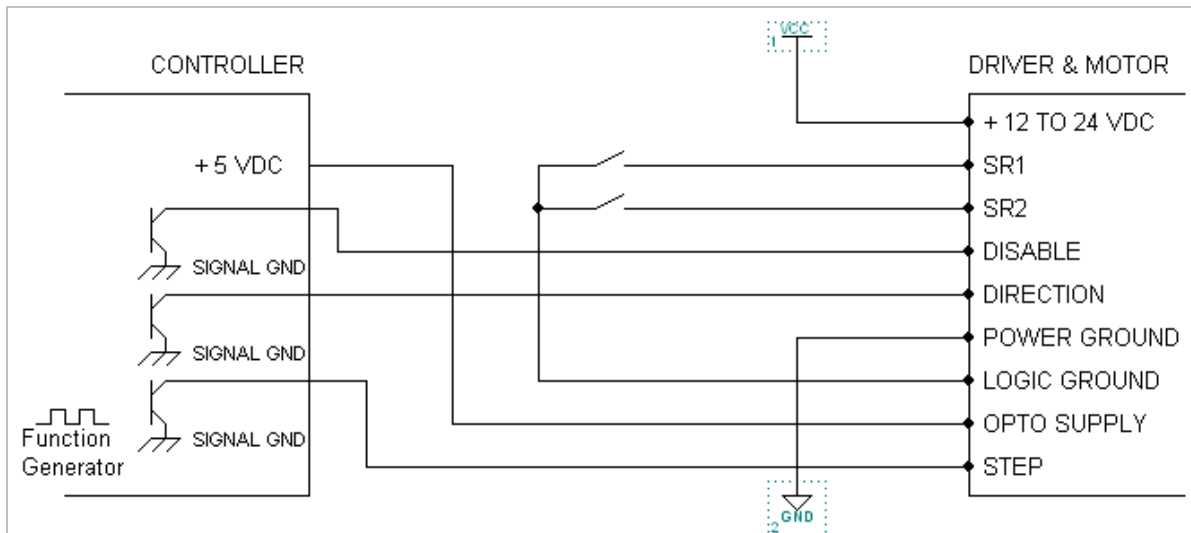 VCC
1
CONTROLLER
DRIVER & MOTOR
+ 12 TO 24 VDC
+ 5 VDC
SR1
SR2
DISABLE
SIGNAL GND
DIRECTION
POWER GROUND
SIGNAL GND
LOGIC GROUND
OPTO SUPPLY
SIGNAL GND
Function
Generator
STEP
GND
2